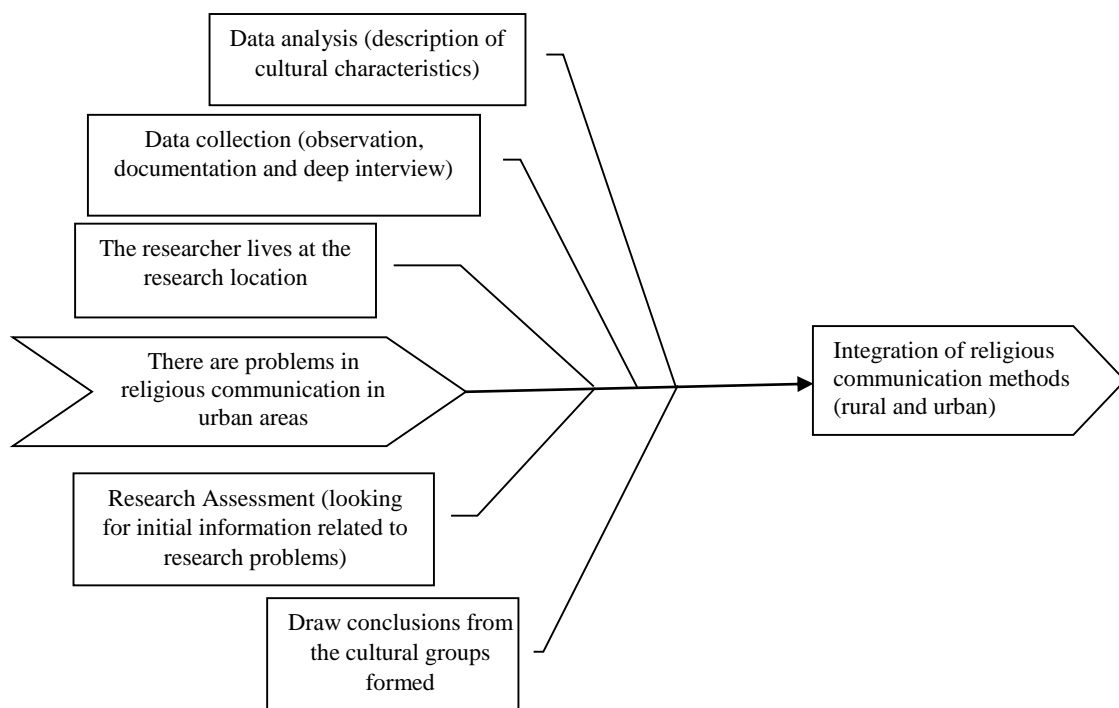 Data analysis (description of
cultural characteristics)
Data collection (observation,
documentation and deep interview)
The researcher lives at the
research location
There are problems in
religious communication in
urban areas
Integration of religious
communication methods
(rural and urban)
Research Assessment (looking
for initial information related to
research problems)
Draw conclusions from
the cultural groups
formed